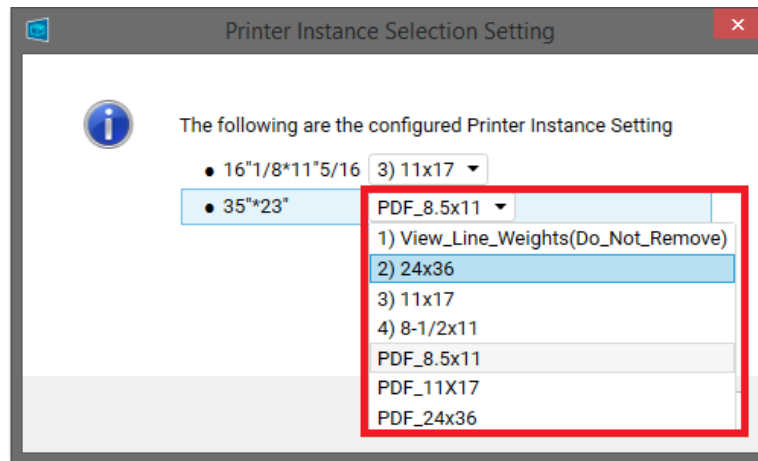 Printer Instance Selection Setting
The following are the configured Printer Instance Setting
● 16"1/8*11"5/16 3) 11x17
● 35"*23" PDF_8.5x11
1) View_Line_Weights(Do_Not_Remove)
2) 24x36
3) 11x17
4) 8-1/2x11
PDF_8.5x11
PDF_11X17
PDF_24x36